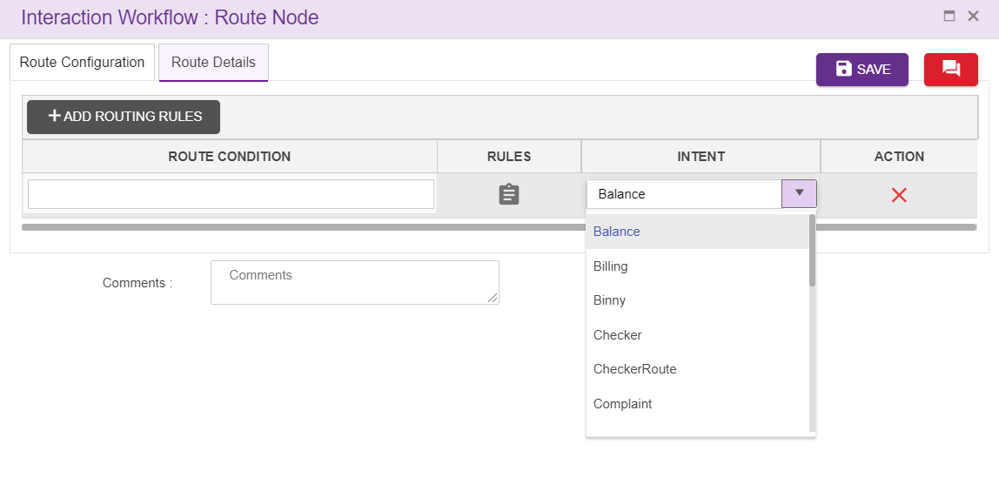 Interaction Workflow : Route Node
Route Configuration
Route Details
SAVE
ADD ROUTING RULES
ROUTE CONDITION
RULES
INTENT
ACTION
Balance
Balance
Billing
Binny
Checker
CheckerRoute
Complaint
Comments :
Comments